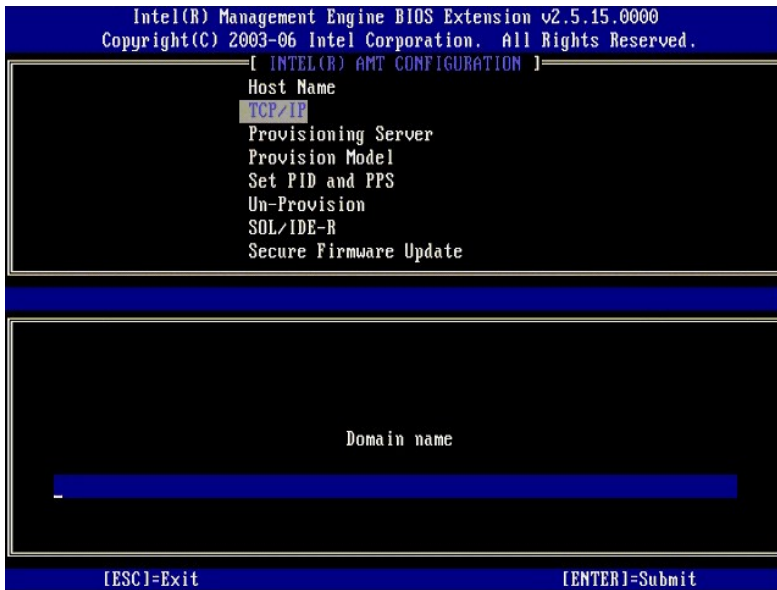 Intel(R) Management Engine BIOS Extension v2.5.15.0000
Copyright(C) 2003-06 Intel Corporation. All Rights Reserved.
[ INTEL(R) AMT CONFIGURATION ]
Host Name
TCP/IP
Provisioning Server
Provision Model
Set PID and PPS
Un-Provision
SOL/IDE-R
Secure Firmware Update
Domain name
_
[ESC]=Exit [ENTER]=Submit